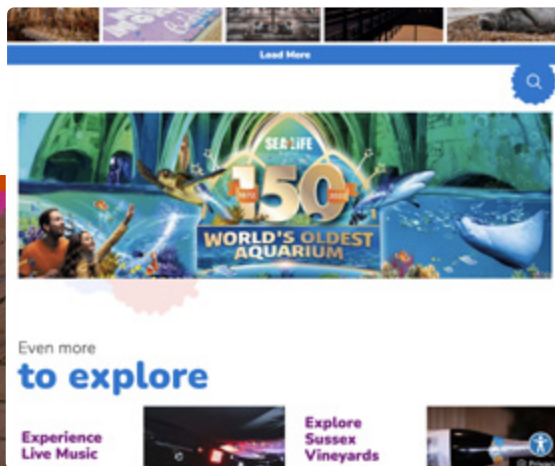 Load More
SEA LIFE
150
WORLD'S OLDEST
AQUARIUM
Even more
to explore
Experience
Live Music
Explore
Sussex
Vineyards